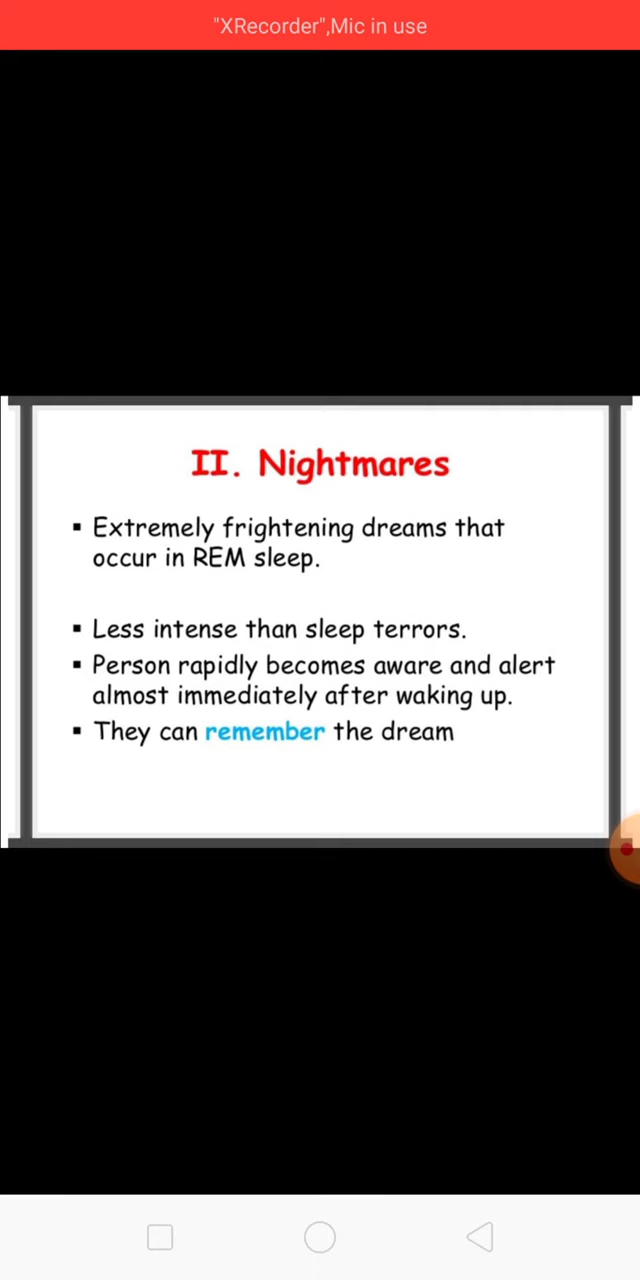 "XRecorder",Mic in use
II. Nightmares
▪ Extremely frightening dreams that
occur in REM sleep.
▪ Less intense than sleep terrors.
▪ Person rapidly becomes aware and alert
almost immediately after waking up.
▪ They can remember the dream